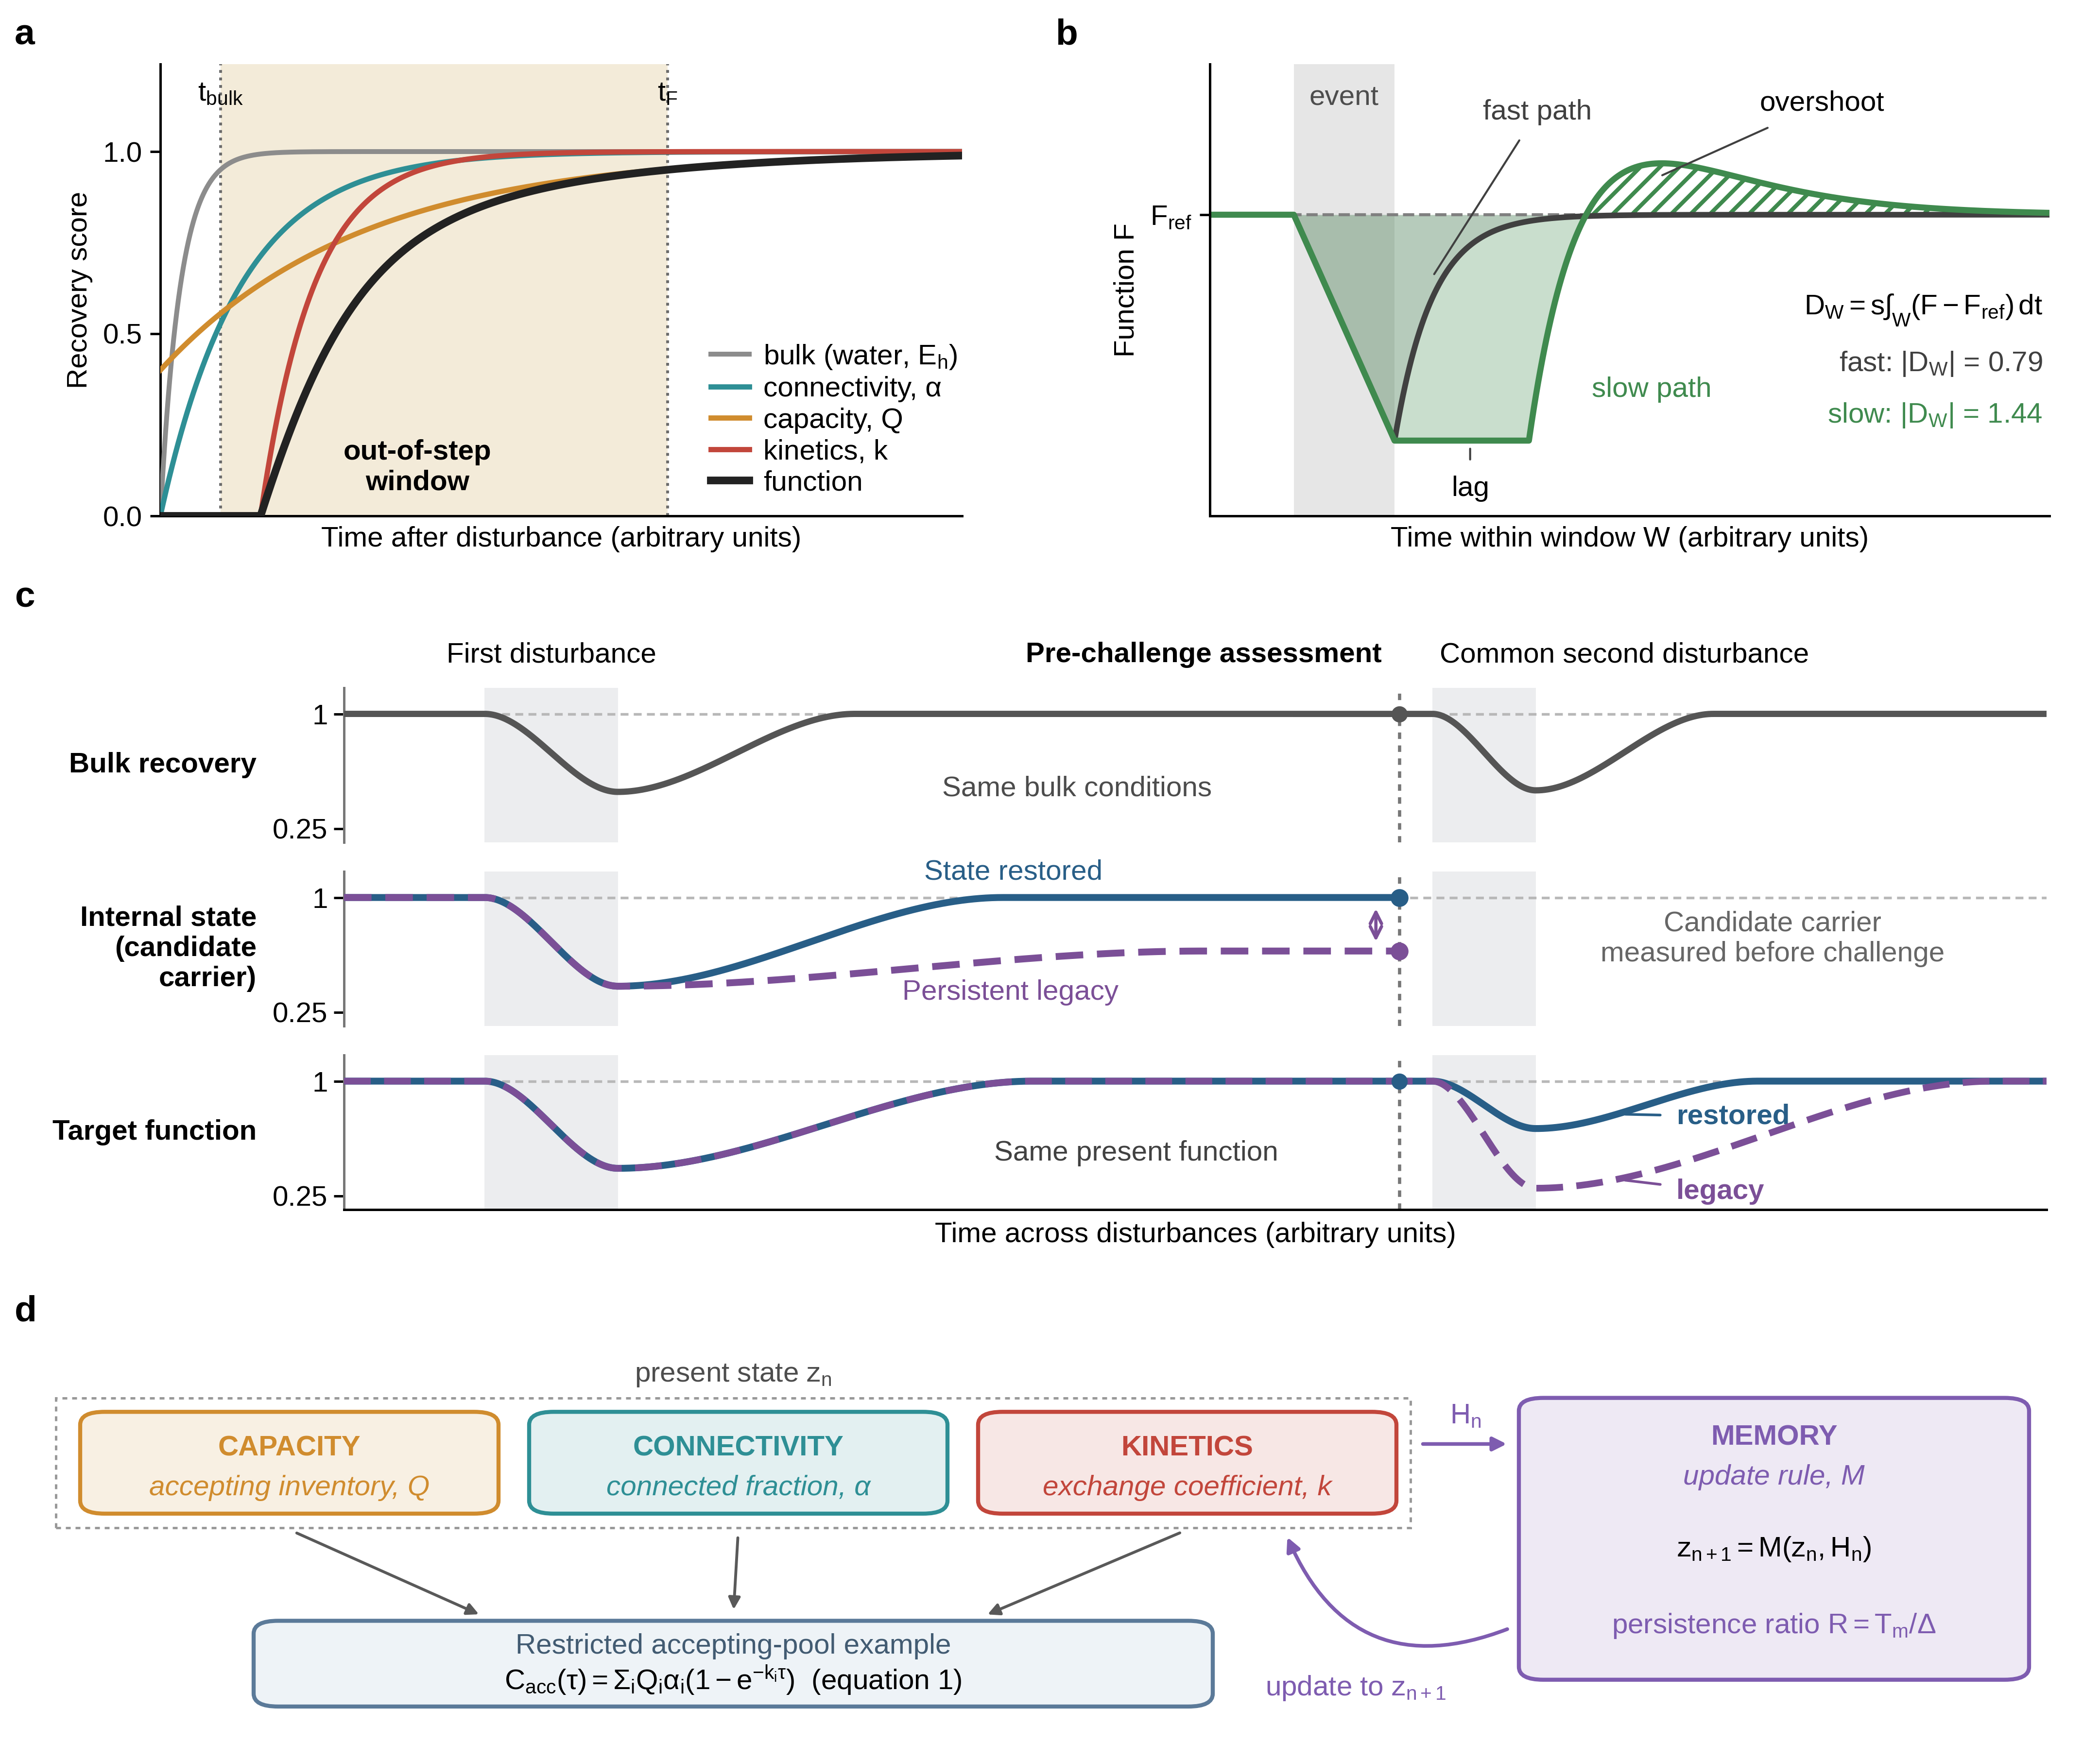 a
t_bulk
t_F
1.0
0.5
0.0
Recovery score
out-of-step
window
bulk (water, E_h)
connectivity, α
capacity, Q
kinetics, k
function
Time after disturbance (arbitrary units)
b
event
fast path
overshoot
F_ref
Function F
D_W = s∫_W(F − F_ref) dt
fast: |D_W| = 0.79
slow: |D_W| = 1.44
slow path
lag
Time within window W (arbitrary units)
c
First disturbance
Pre-challenge assessment
Common second disturbance
1
Bulk recovery
Same bulk conditions
0.25
State restored
1
Internal state
(candidate
carrier)
Candidate carrier
measured before challenge
Persistent legacy
0.25
1
restored
Target function
Same present function
legacy
0.25
Time across disturbances (arbitrary units)
d
present state z_n
CAPACITY
accepting inventory, Q
CONNECTIVITY
connected fraction, α
KINETICS
exchange coefficient, k
H_n
MEMORY
update rule, M
z_{n+1} = M(z_n, H_n)
persistence ratio R = T_m/Δ
Restricted accepting-pool example
C_acc(τ) = Σ_i Q_i α_i (1 − e^{−k_i τ}) (equation 1)
update to z_{n+1}